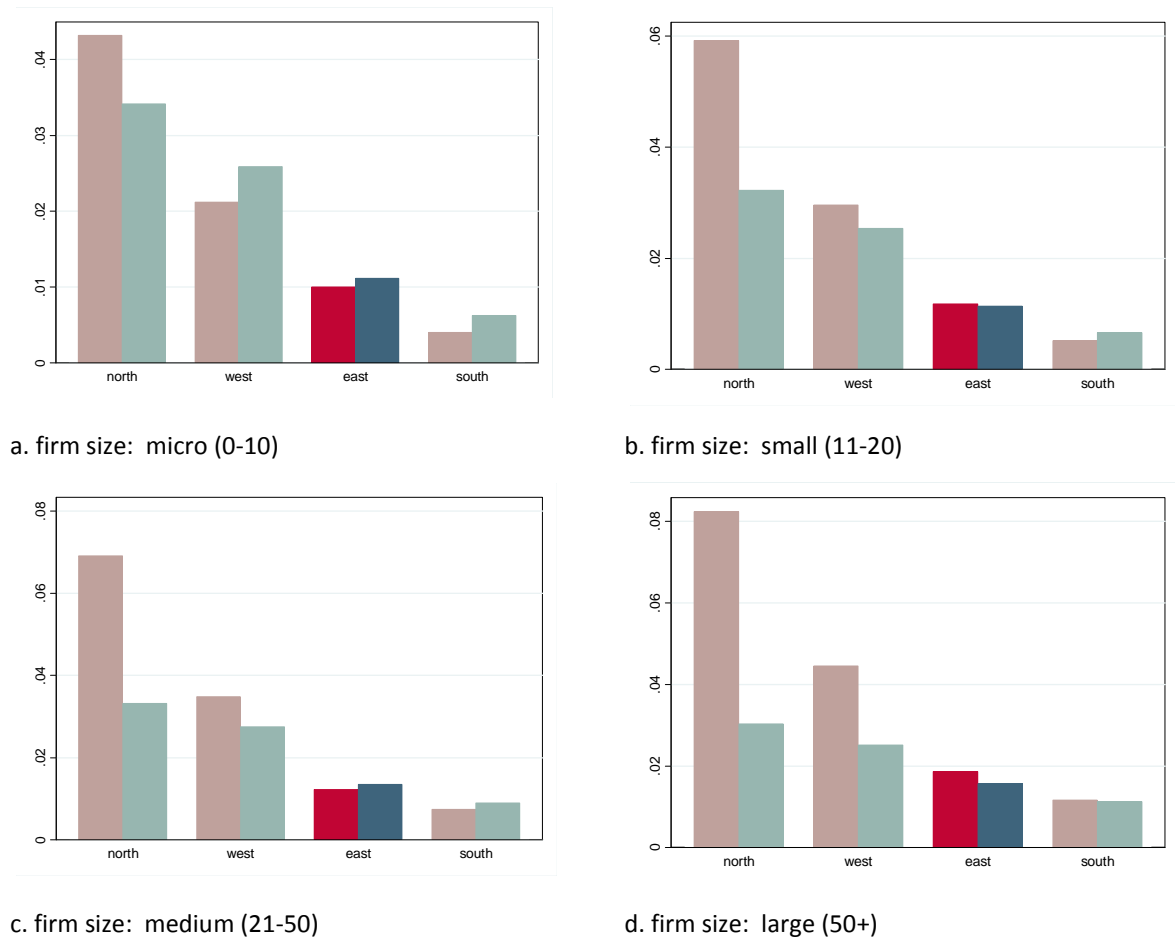 .04
.03
.02
.01
0
north west east south
a. firm size: micro (0-10)
.06
.04
.02
0
north west east south
b. firm size: small (11-20)
.08
.06
.04
.02
0
north west east south
c. firm size: medium (21-50)
.08
.06
.04
.02
0
north west east south
d. firm size: large (50+)